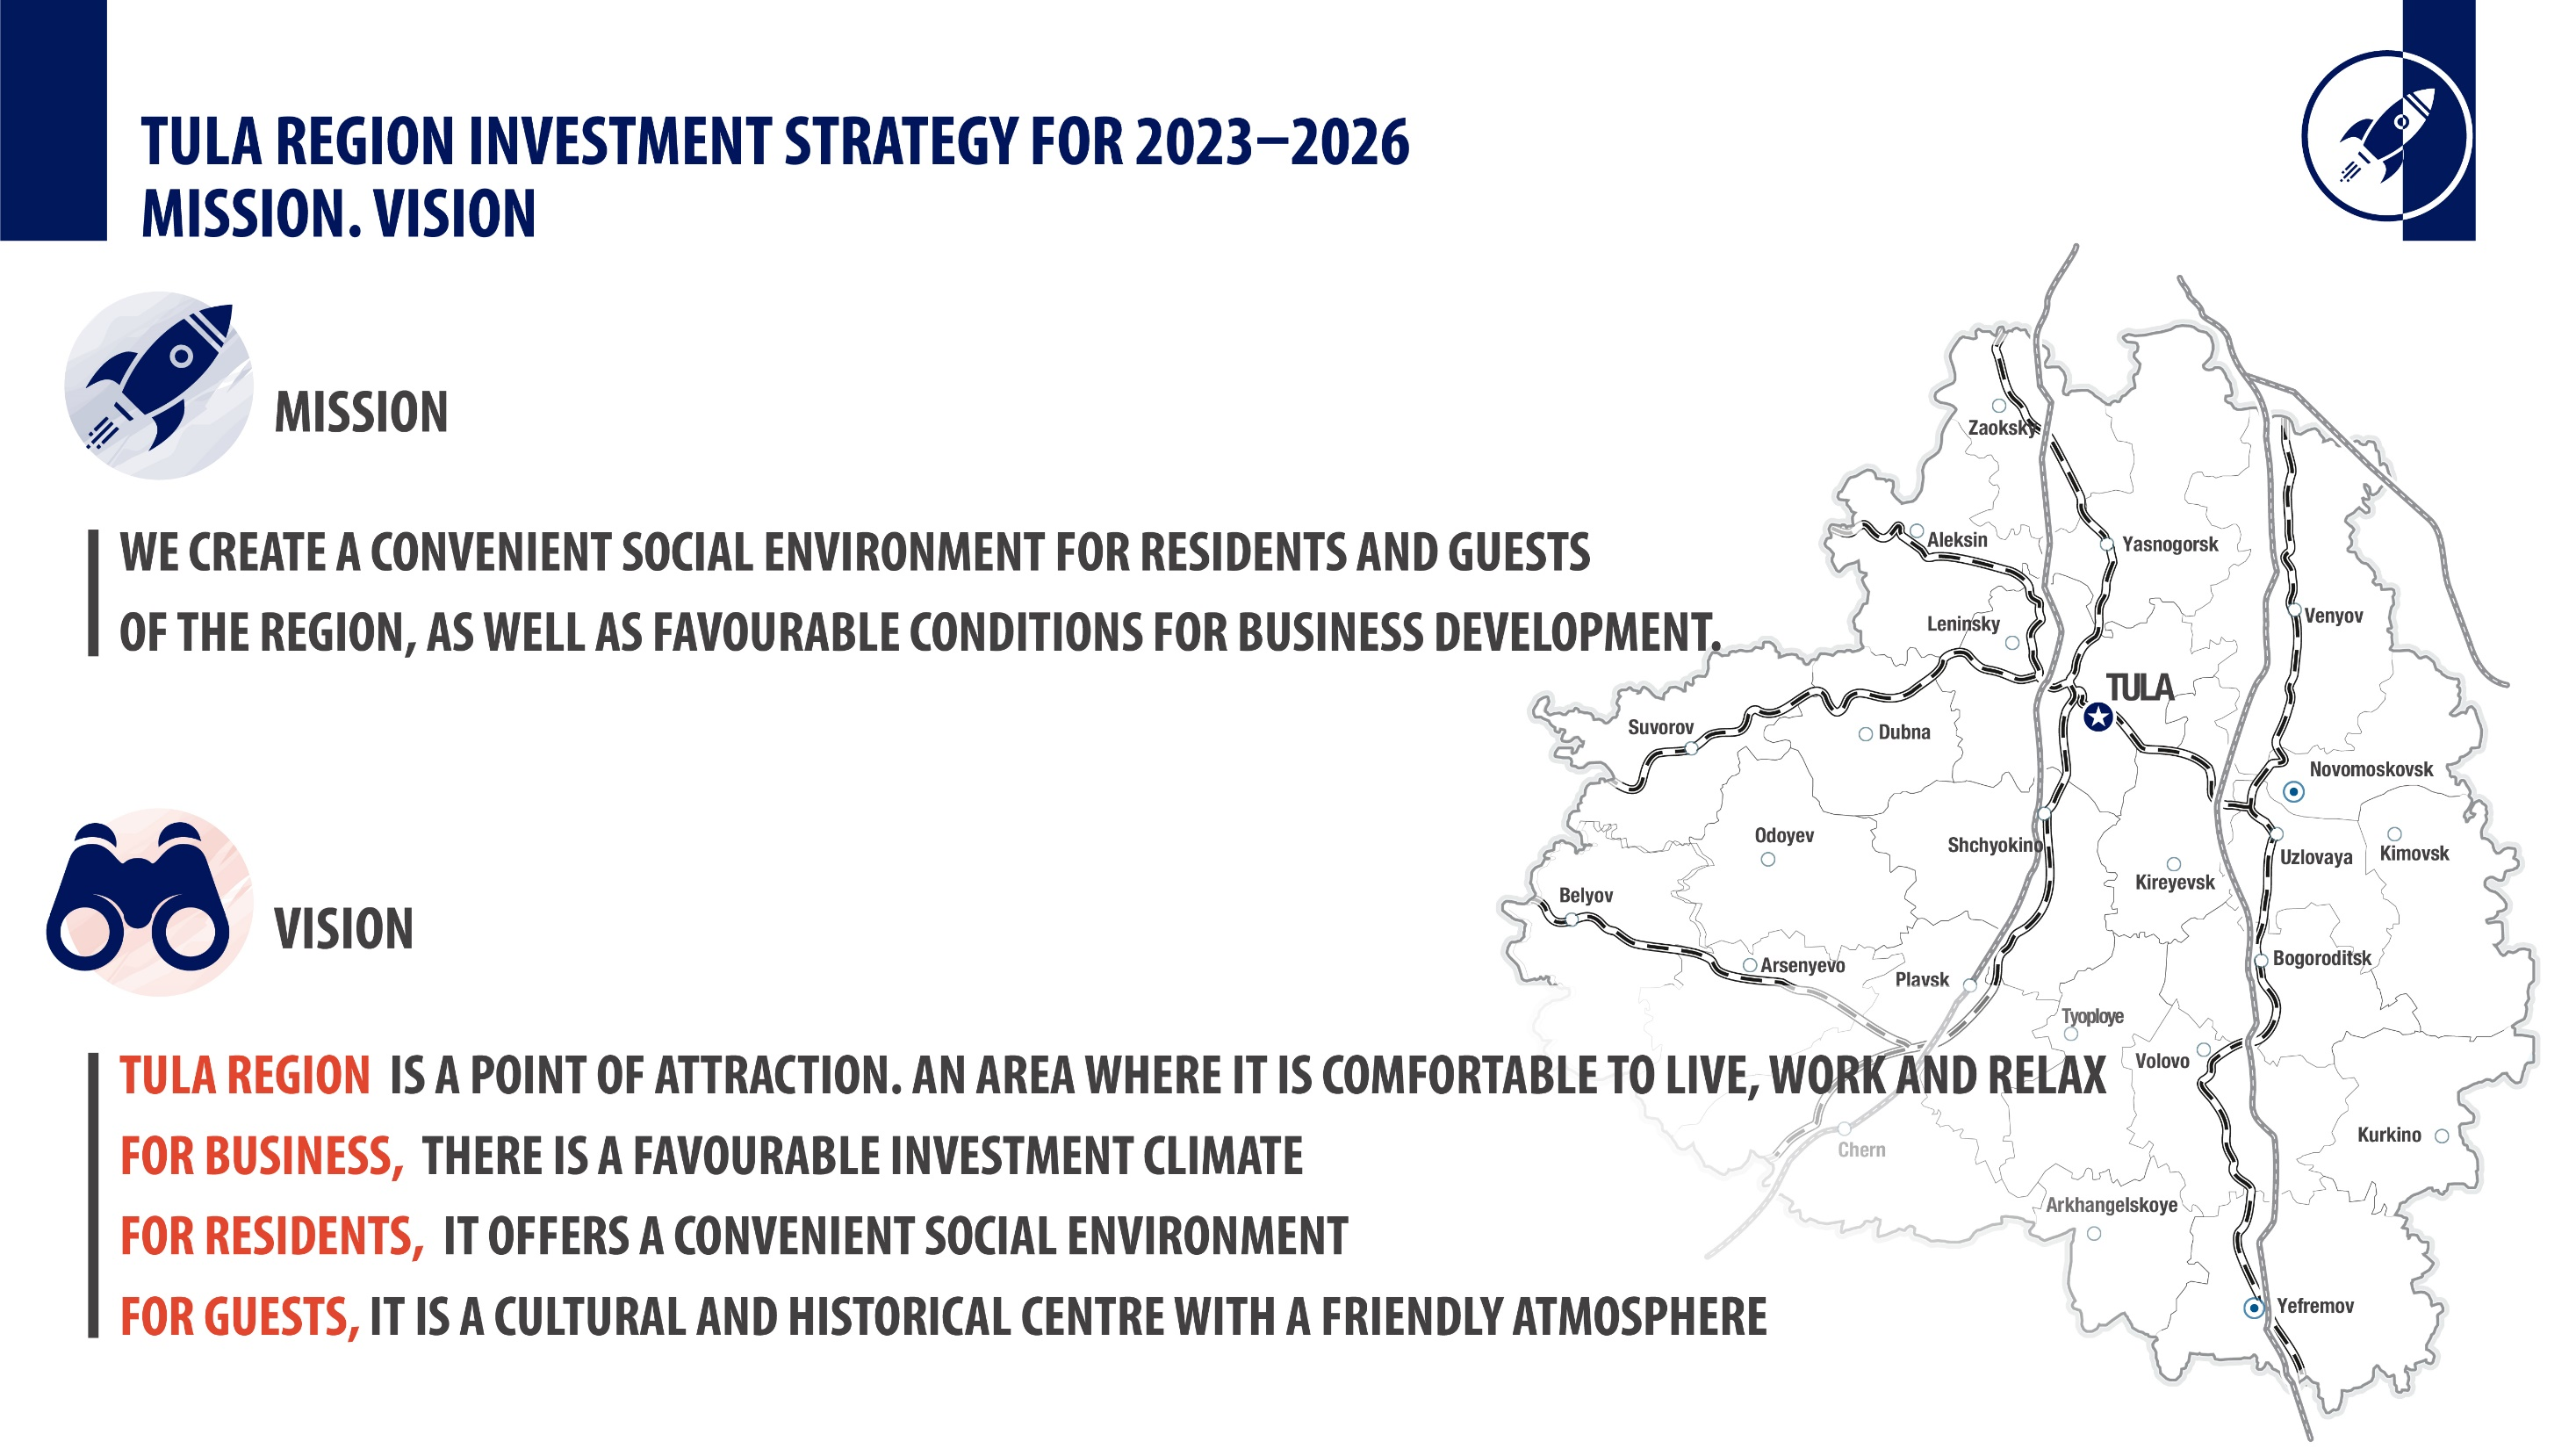 TULA REGION INVESTMENT STRATEGY FOR 2023–2026
MISSION. VISION
MISSION
WE CREATE A CONVENIENT SOCIAL ENVIRONMENT FOR RESIDENTS AND GUESTS
OF THE REGION, AS WELL AS FAVOURABLE CONDITIONS FOR BUSINESS DEVELOPMENT.
VISION
TULA REGION IS A POINT OF ATTRACTION. AN AREA WHERE IT IS COMFORTABLE TO LIVE, WORK AND RELAX
FOR BUSINESS, THERE IS A FAVOURABLE INVESTMENT CLIMATE
FOR RESIDENTS, IT OFFERS A CONVENIENT SOCIAL ENVIRONMENT
FOR GUESTS, IT IS A CULTURAL AND HISTORICAL CENTRE WITH A FRIENDLY ATMOSPHERE
Zaoksky
Aleksin
Yasnogorsk
Leninsky
Venyov
TULA
Suvorov
Dubna
Novomoskovsk
Odoyev
Shchyokino
Uzlovaya
Kimovsk
Kireyevsk
Belyov
Arsenyevo
Plavsk
Bogoroditsk
Tyoploye
Volovo
Chern
Kurkino
Arkhangelskoye
Yefremov